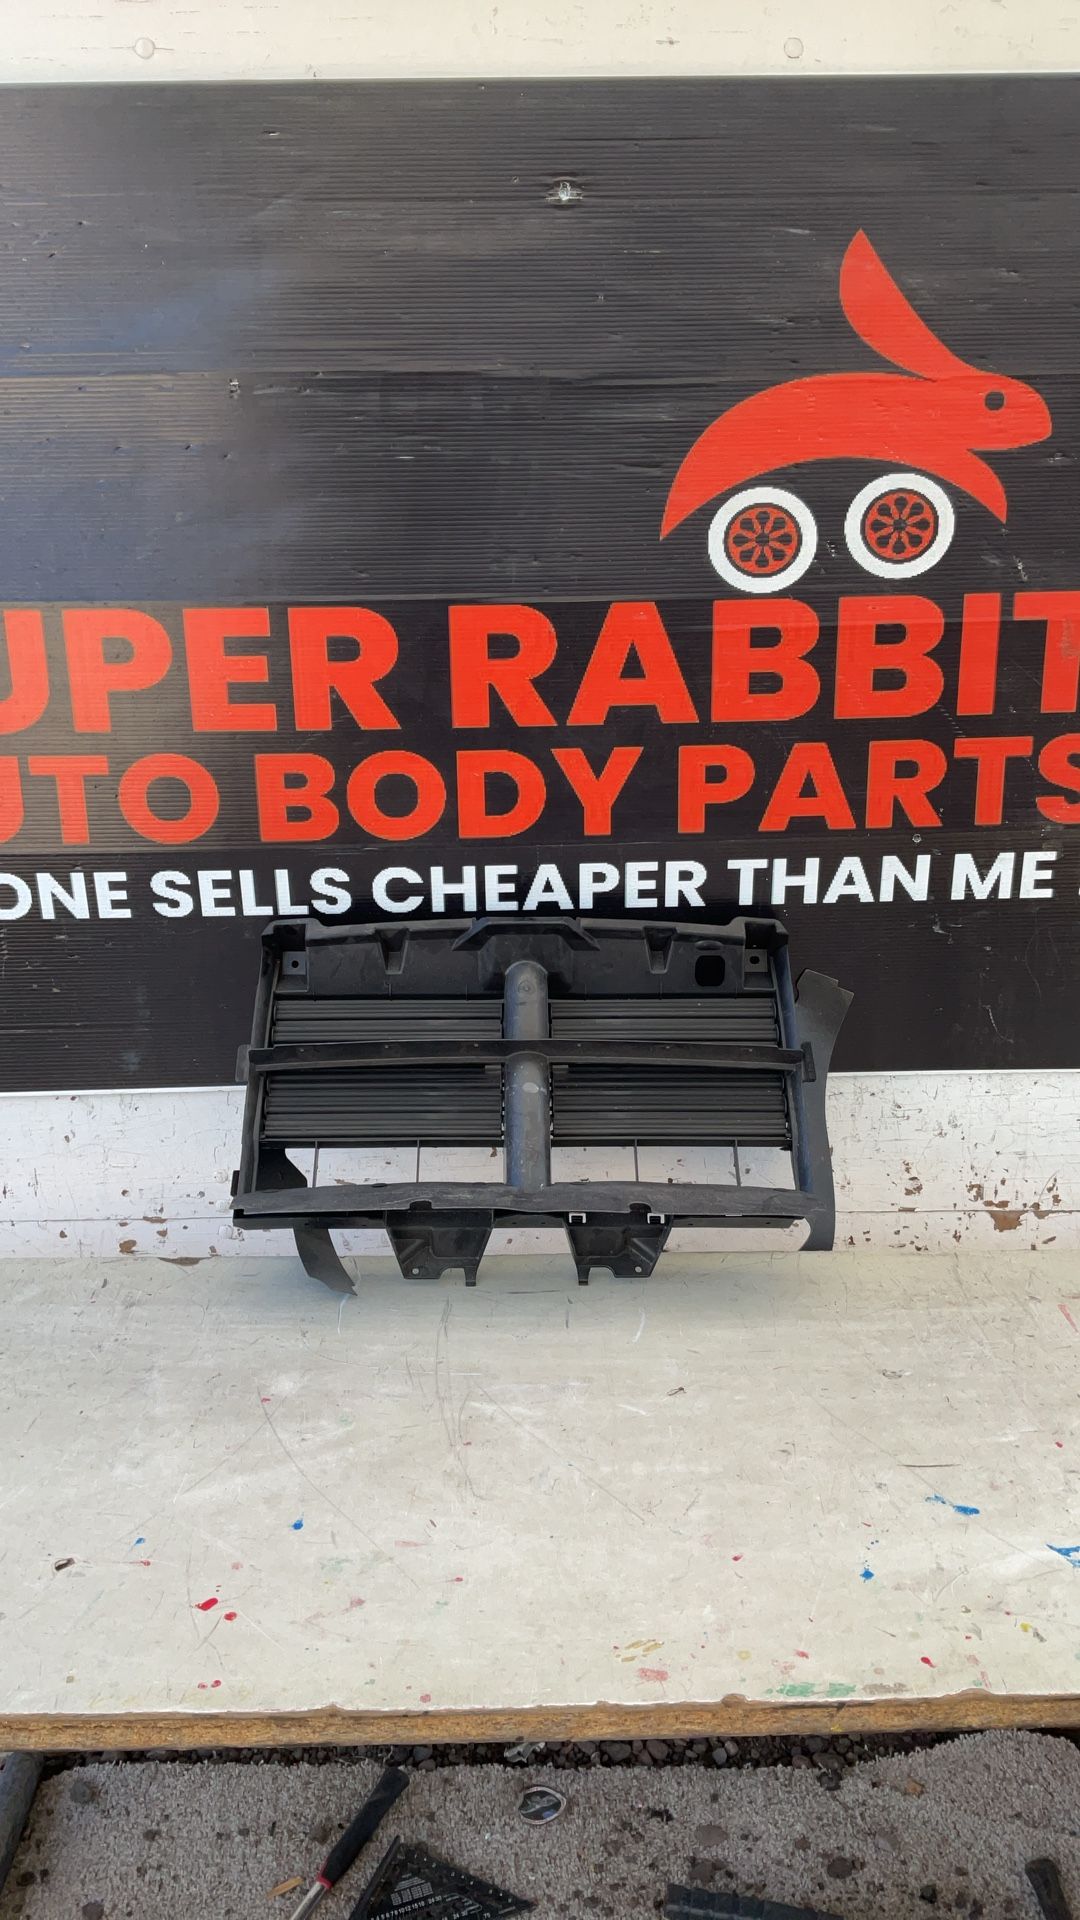 UPER RABBIT
UTO BODY PARTS
ONE SELLS CHEAPER THAN ME